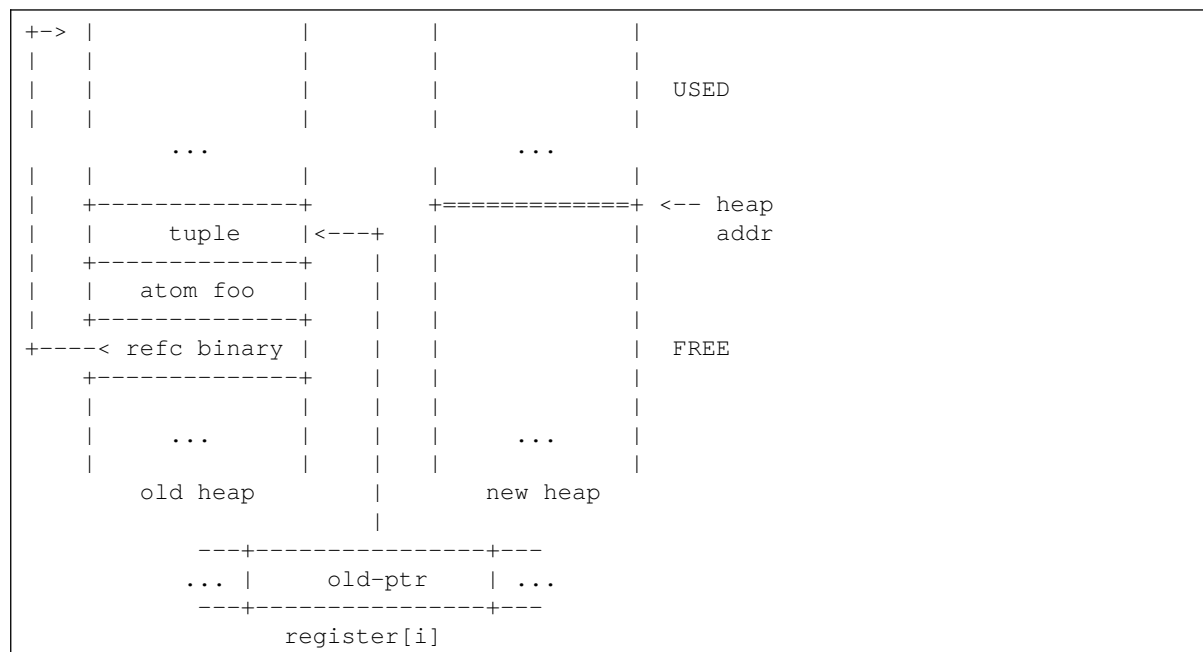 +-> |              |        |             |
|   |              |        |             |
|   |              |        |             |  USED
|   |              |        |             |
          ...                     ...
|   |              |        |             |
|   +--------------+        +=============+ <-- heap
|   |     tuple    |<---+   |             |     addr
|   +--------------+    |   |             |
|   |   atom foo   |    |   |             |
|   +--------------+    |   |             |
+----< refc binary |    |   |             |  FREE
    +--------------+    |   |             |
    |              |    |   |             |
    |     ...      |    |   |     ...     |
    |              |    |   |             |
        old heap        |       new heap
                        |
            ---+----------------+---
           ... |     old-ptr    | ...
            ---+----------------+---
                  register[i]